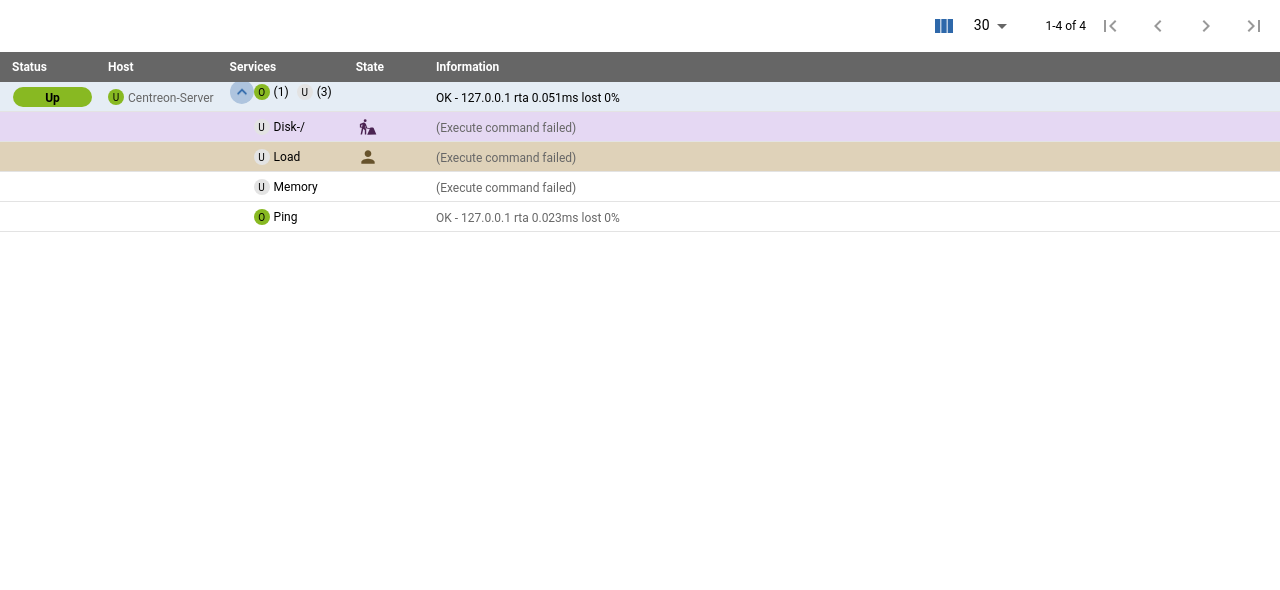 30 1-4 of 4
Status Host Services State Information
Up U Centreon-Server O (1) U (3) OK - 127.0.0.1 rta 0.051ms lost 0%
U Disk-/ (Execute command failed)
U Load (Execute command failed)
U Memory (Execute command failed)
O Ping OK - 127.0.0.1 rta 0.023ms lost 0%